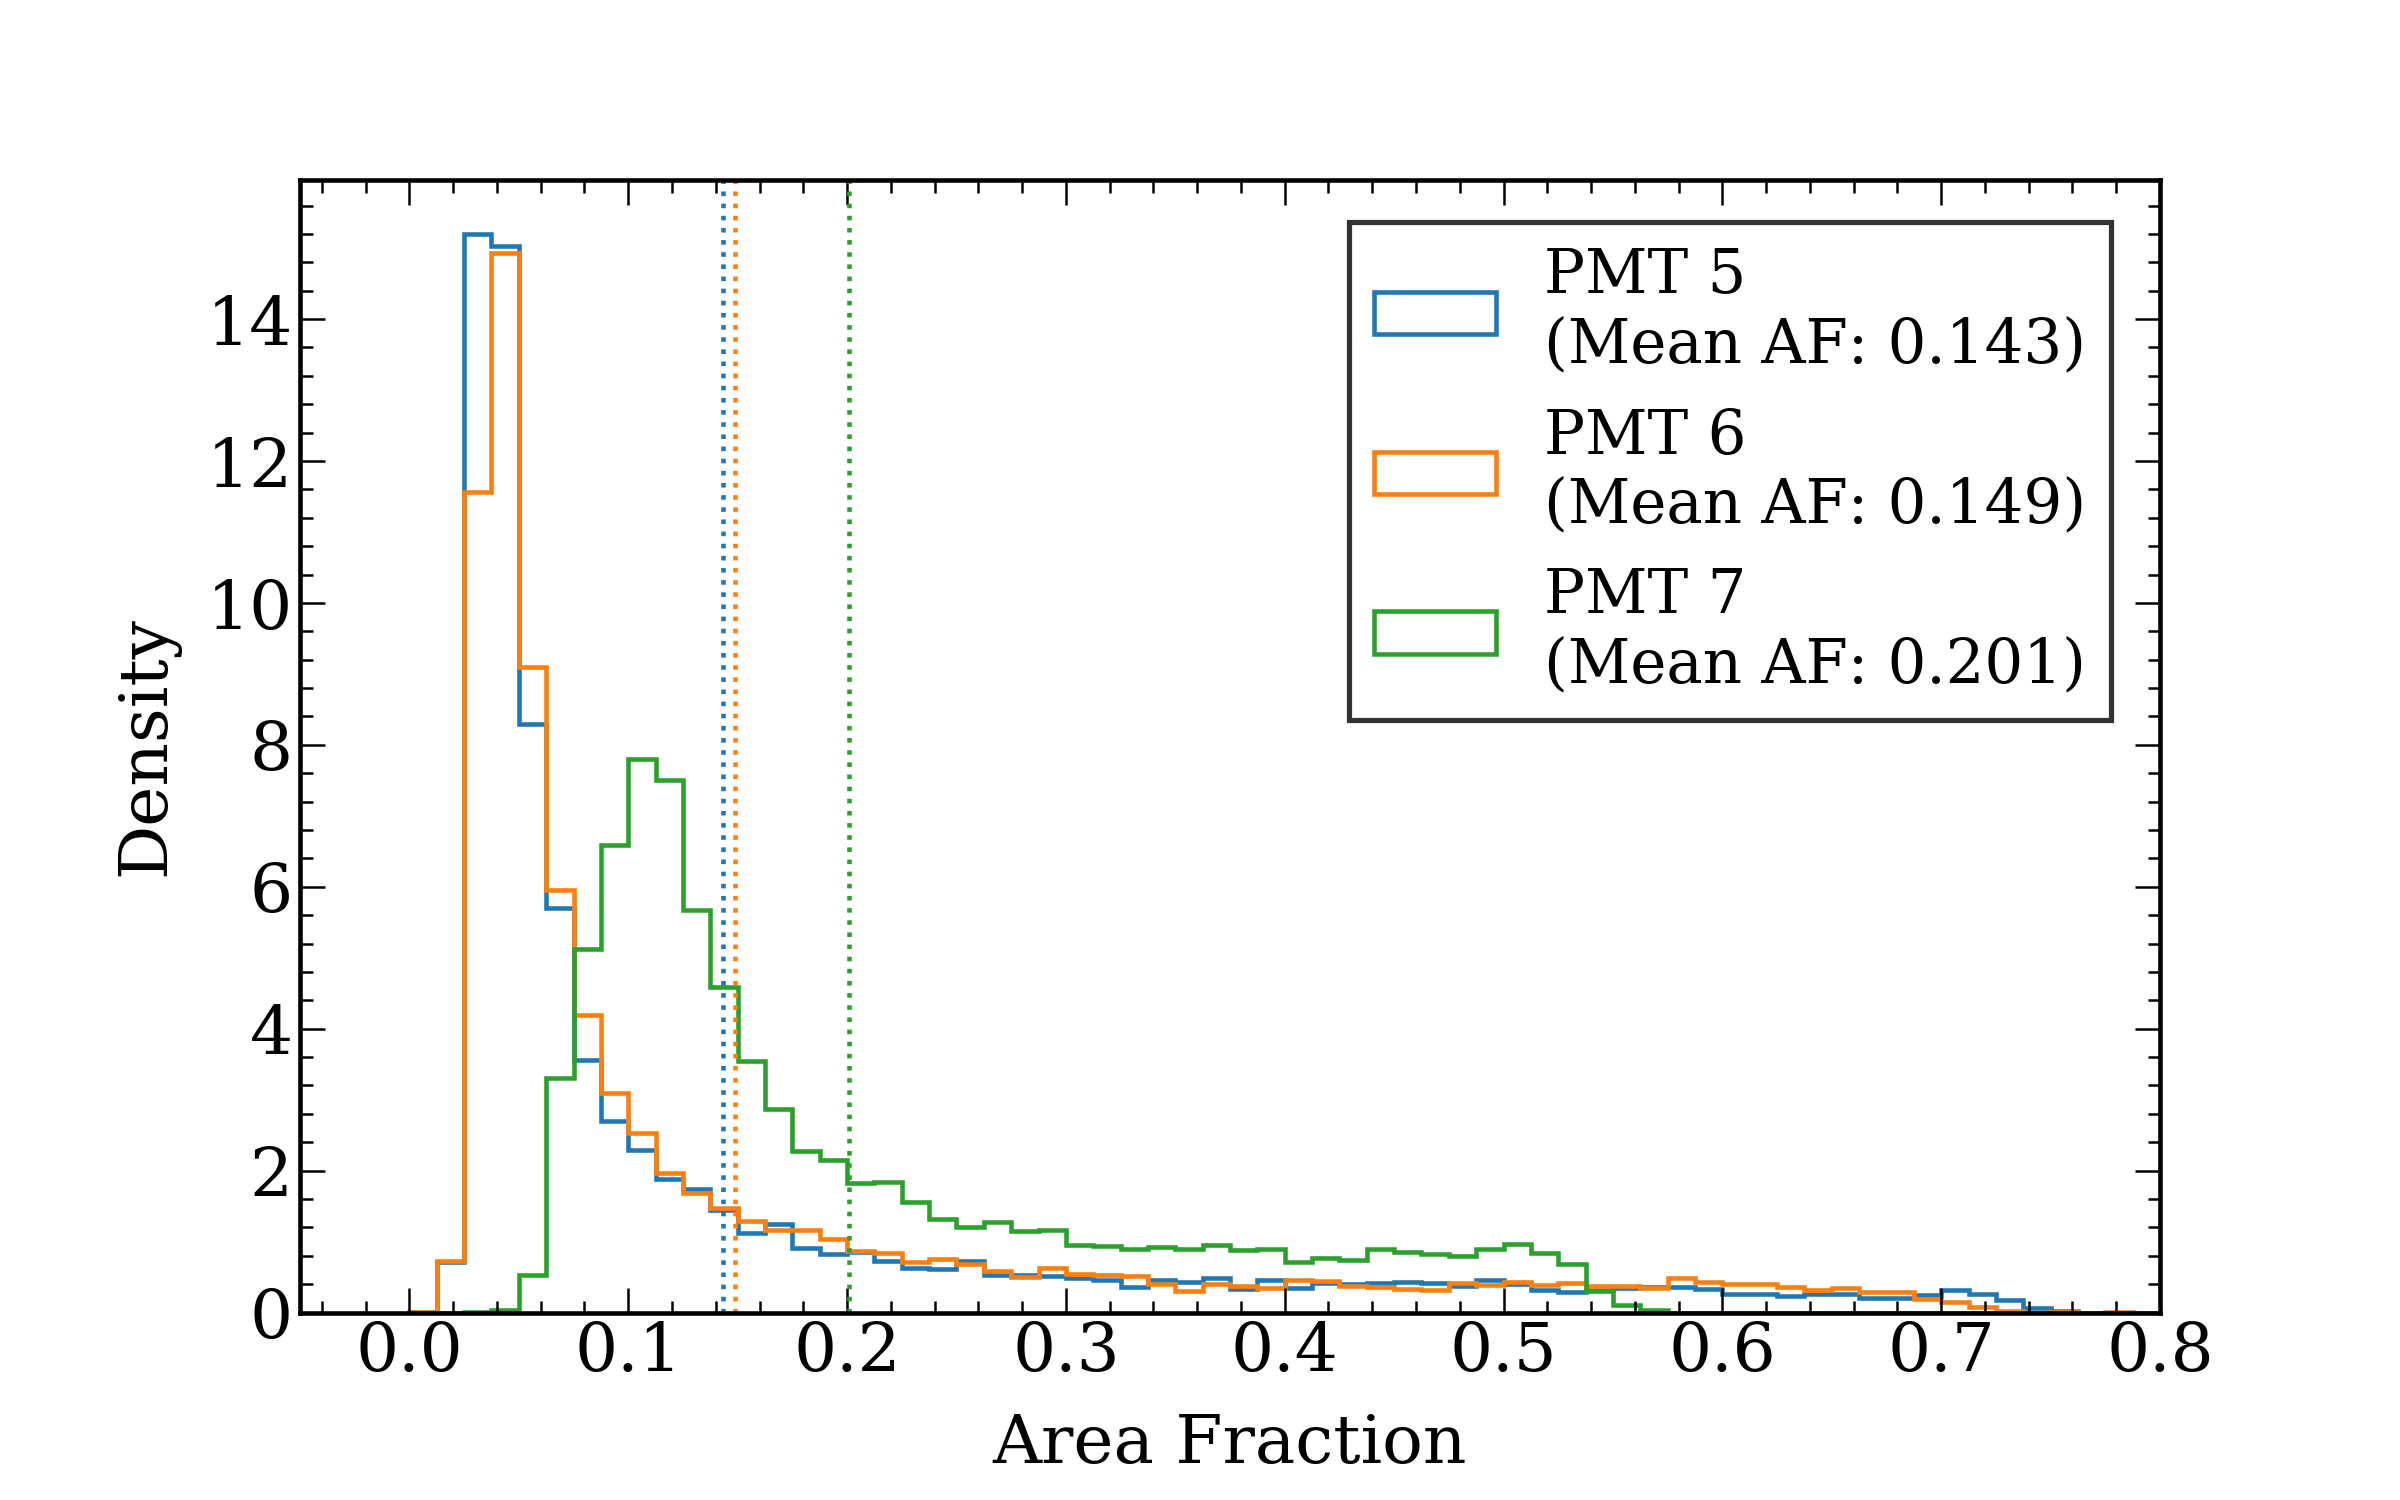 PMT 5
(Mean AF: 0.143)
PMT 6
(Mean AF: 0.149)
PMT 7
(Mean AF: 0.201)
14
12
10
8
6
4
2
0
Density
0.0 0.1 0.2 0.3 0.4 0.5 0.6 0.7 0.8
Area Fraction